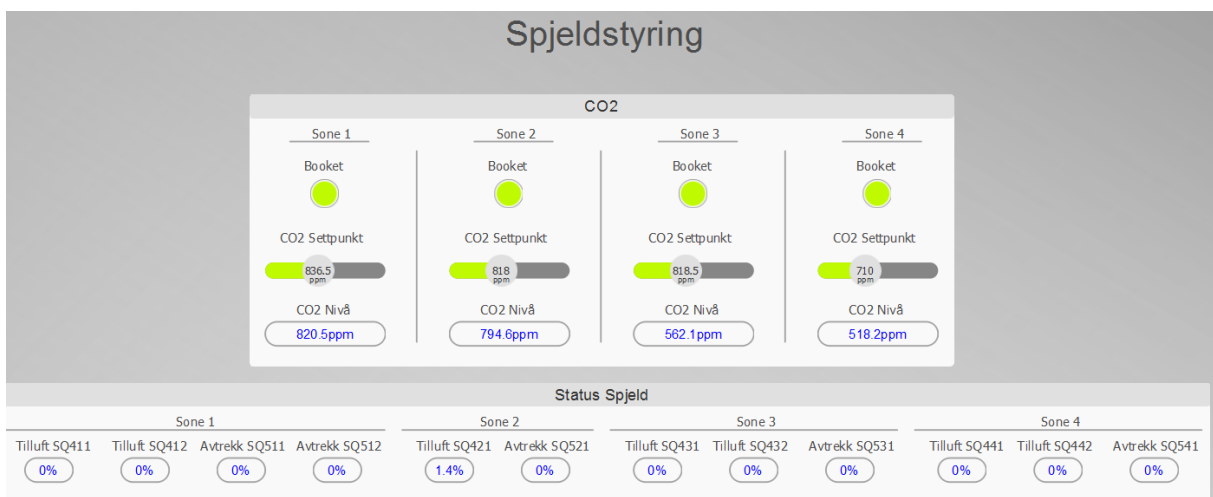 Spjeldstyring
CO2
Sone 1 Sone 2 Sone 3 Sone 4
Booket Booket Booket Booket
CO2 Settpunkt CO2 Settpunkt CO2 Settpunkt CO2 Settpunkt
836.5 818 818.5 710
ppm ppm ppm ppm
CO2 Nivå CO2 Nivå CO2 Nivå CO2 Nivå
820.5ppm 794.6ppm 562.1ppm 518.2ppm
Status Spjeld
Sone 1 Sone 2 Sone 3 Sone 4
Tilluft SQ411 Tilluft SQ412 Avtrekk SQ511 Avtrekk SQ512 Tilluft SQ421 Avtrekk SQ521 Tilluft SQ431 Tilluft SQ432 Avtrekk SQ531 Tilluft SQ441 Tilluft SQ442 Avtrekk SQ541
0% 0% 0% 0% 1.4% 0% 0% 0% 0% 0% 0% 0%